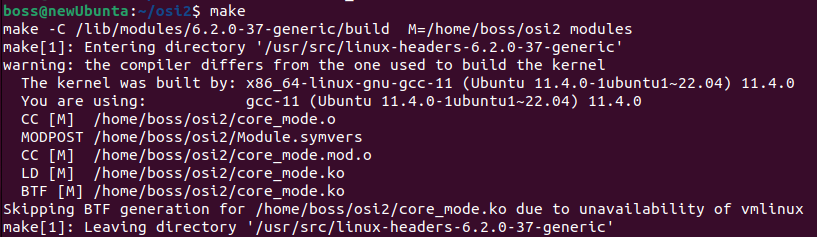 boss@newUbuntu:~/osi2$ make
make -C /lib/modules/6.2.0-37-generic/build  M=/home/boss/osi2 modules
make[1]: Entering directory '/usr/src/linux-headers-6.2.0-37-generic'
warning: the compiler differs from the one used to build the kernel
  The kernel was built by: x86_64-linux-gnu-gcc-11 (Ubuntu 11.4.0-1ubuntu1~22.04) 11.4.0
  You are using:           gcc-11 (Ubuntu 11.4.0-1ubuntu1~22.04) 11.4.0
  CC [M]  /home/boss/osi2/core_mode.o
  MODPOST /home/boss/osi2/Module.symvers
  CC [M]  /home/boss/osi2/core_mode.mod.o
  LD [M]  /home/boss/osi2/core_mode.ko
  BTF [M] /home/boss/osi2/core_mode.ko
Skipping BTF generation for /home/boss/osi2/core_mode.ko due to unavailability of vmlinux
make[1]: Leaving directory '/usr/src/linux-headers-6.2.0-37-generic'